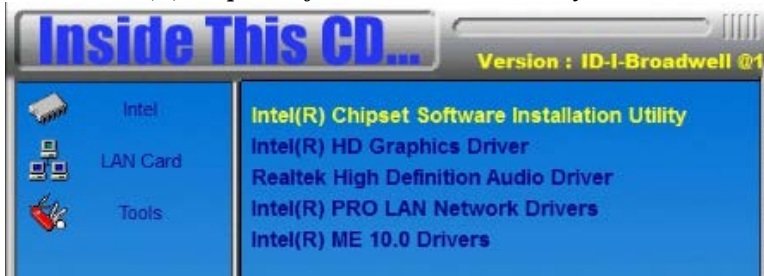 Inside This CD...
Version : ID-I-Broadwell @1
Intel
LAN Card
Tools
Intel(R) Chipset Software Installation Utility
Intel(R) HD Graphics Driver
Realtek High Definition Audio Driver
Intel(R) PRO LAN Network Drivers
Intel(R) ME 10.0 Drivers